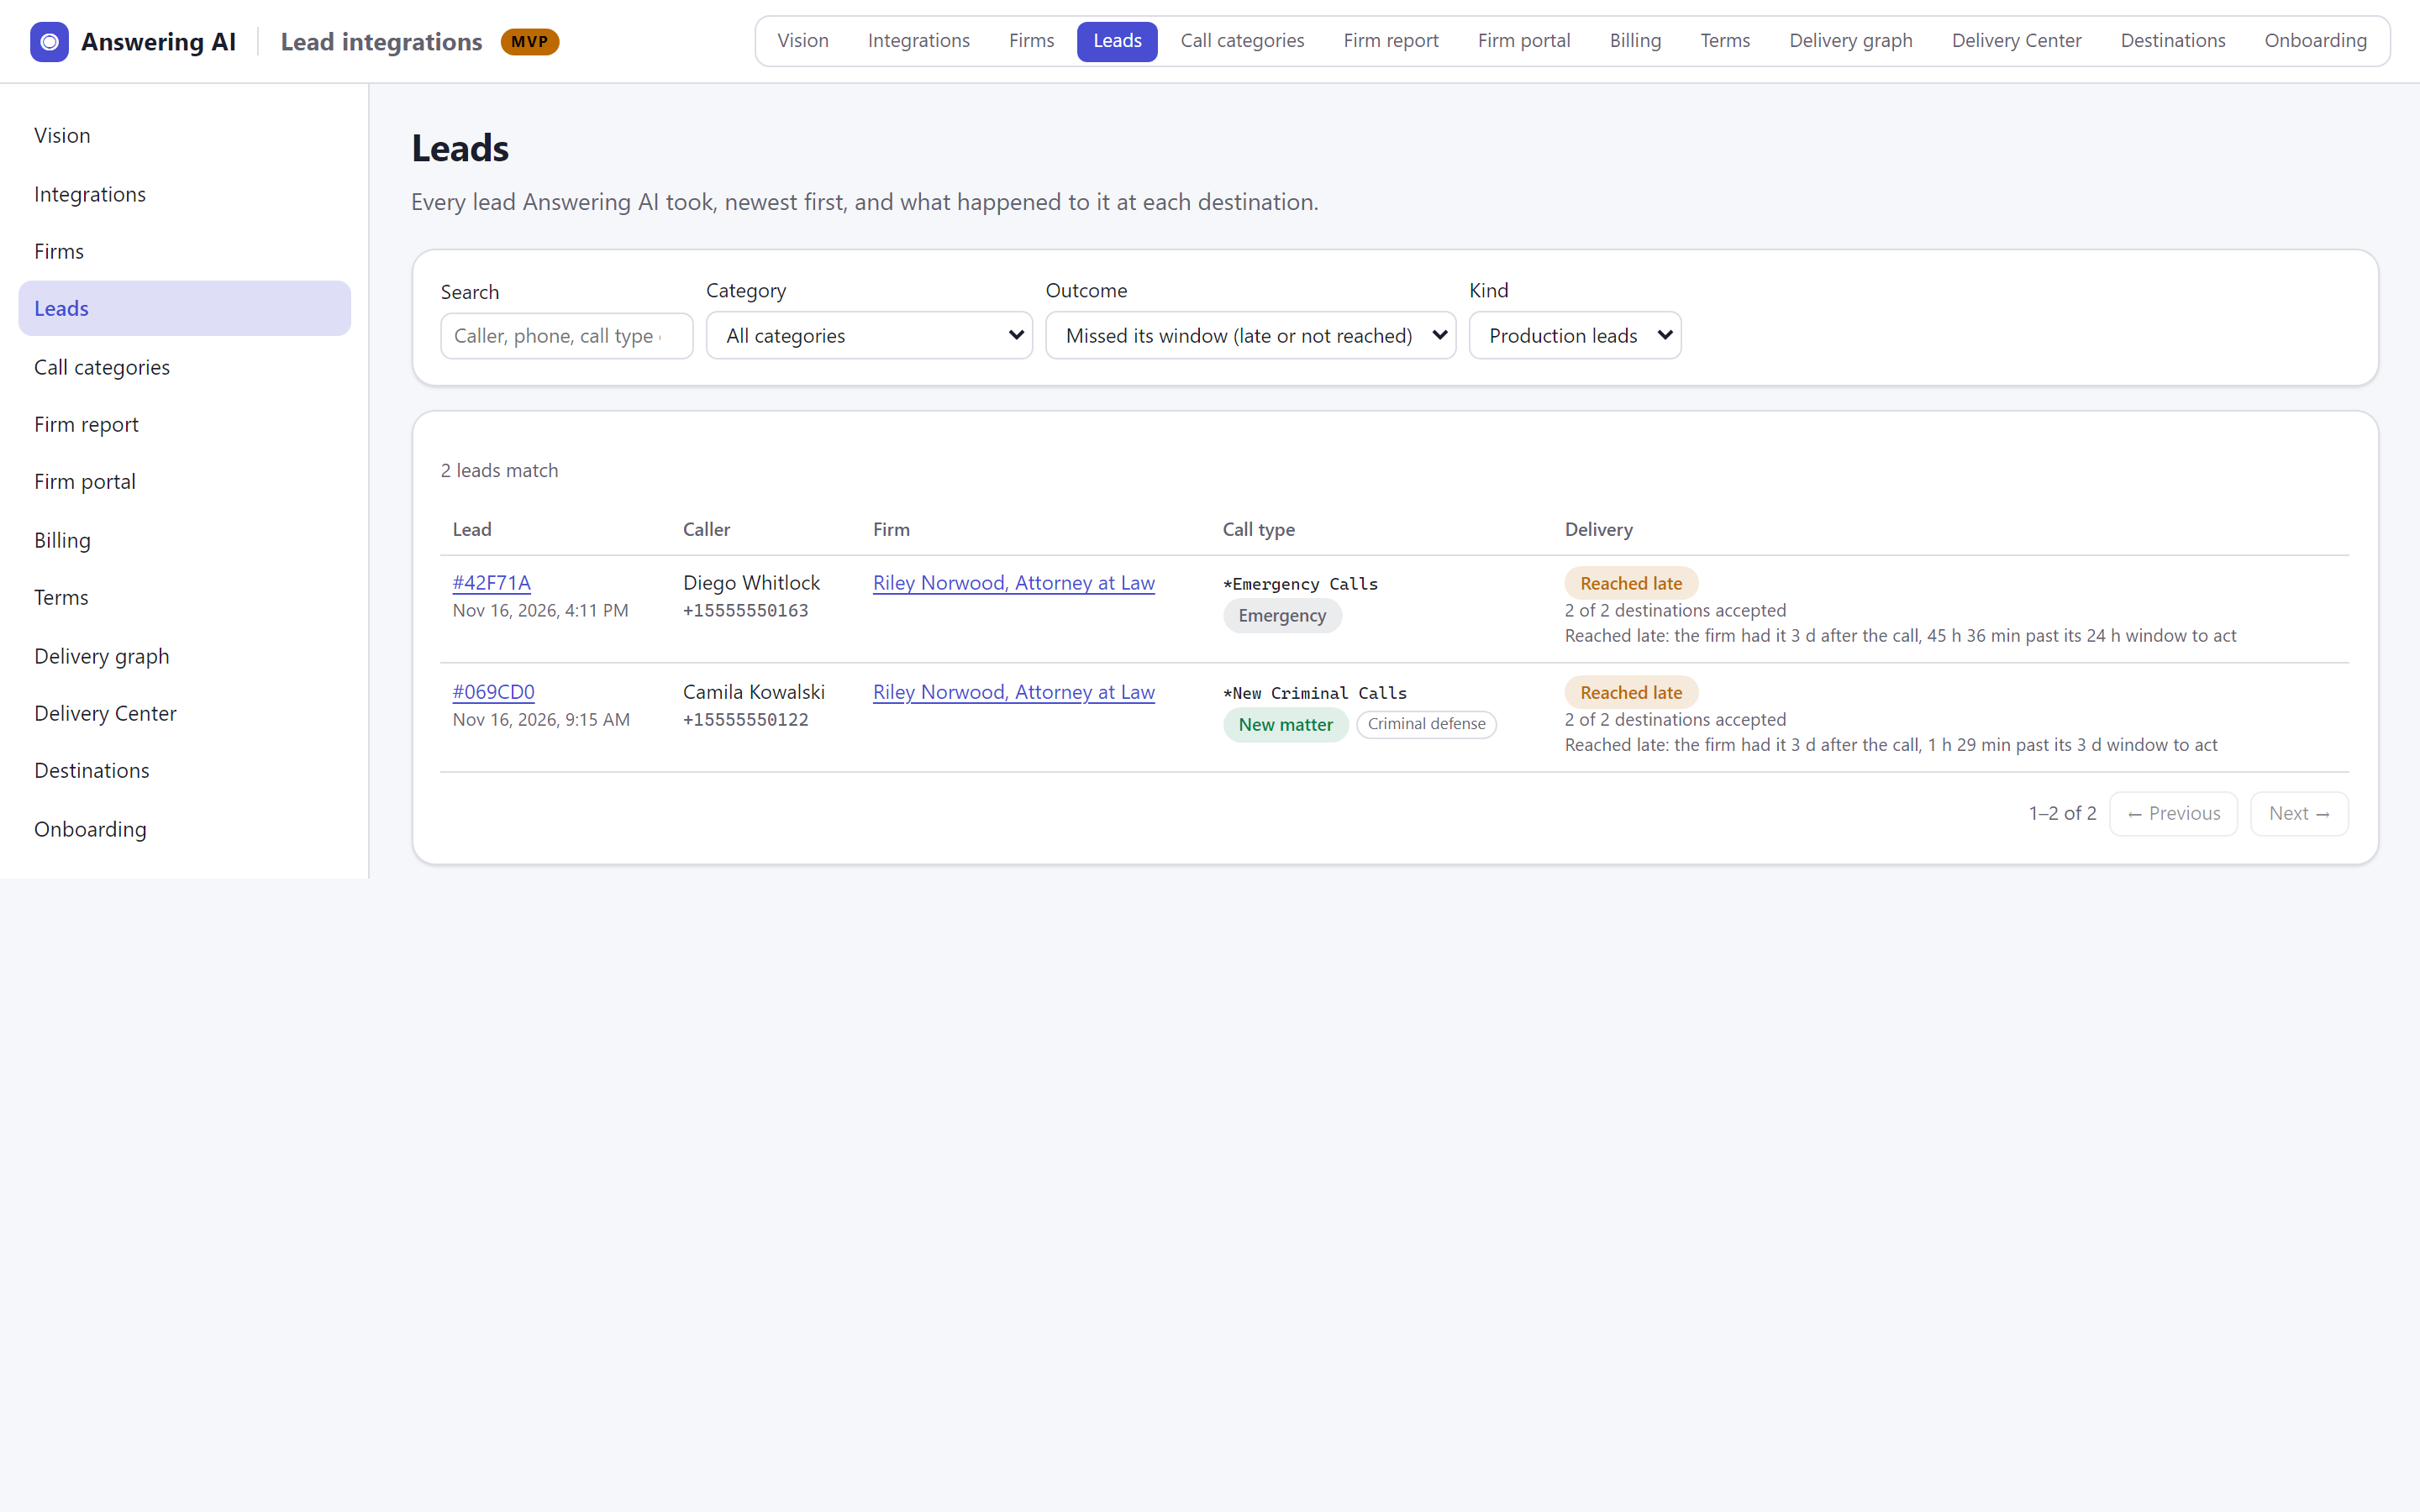 Answering AI
Lead integrations
MVP
Vision
Integrations
Firms
Leads
Call categories
Firm report
Firm portal
Billing
Terms
Delivery graph
Delivery Center
Destinations
Onboarding
Vision
Integrations
Firms
Leads
Call categories
Firm report
Firm portal
Billing
Terms
Delivery graph
Delivery Center
Destinations
Onboarding
Leads
Every lead Answering AI took, newest first, and what happened to it at each destination.
Search
Caller, phone, call type
Category
All categories
Outcome
Missed its window (late or not reached)
Kind
Production leads
2 leads match
Lead Caller Firm Call type Delivery
#42F71A
Nov 16, 2026, 4:11 PM
Diego Whitlock
+15555550163
Riley Norwood, Attorney at Law
*Emergency Calls
Emergency
Reached late
2 of 2 destinations accepted
Reached late: the firm had it 3 d after the call, 45 h 36 min past its 24 h window to act
#069CD0
Nov 16, 2026, 9:15 AM
Camila Kowalski
+15555550122
Riley Norwood, Attorney at Law
*New Criminal Calls
New matter
Criminal defense
Reached late
2 of 2 destinations accepted
Reached late: the firm had it 3 d after the call, 1 h 29 min past its 3 d window to act
1–2 of 2
← Previous
Next →